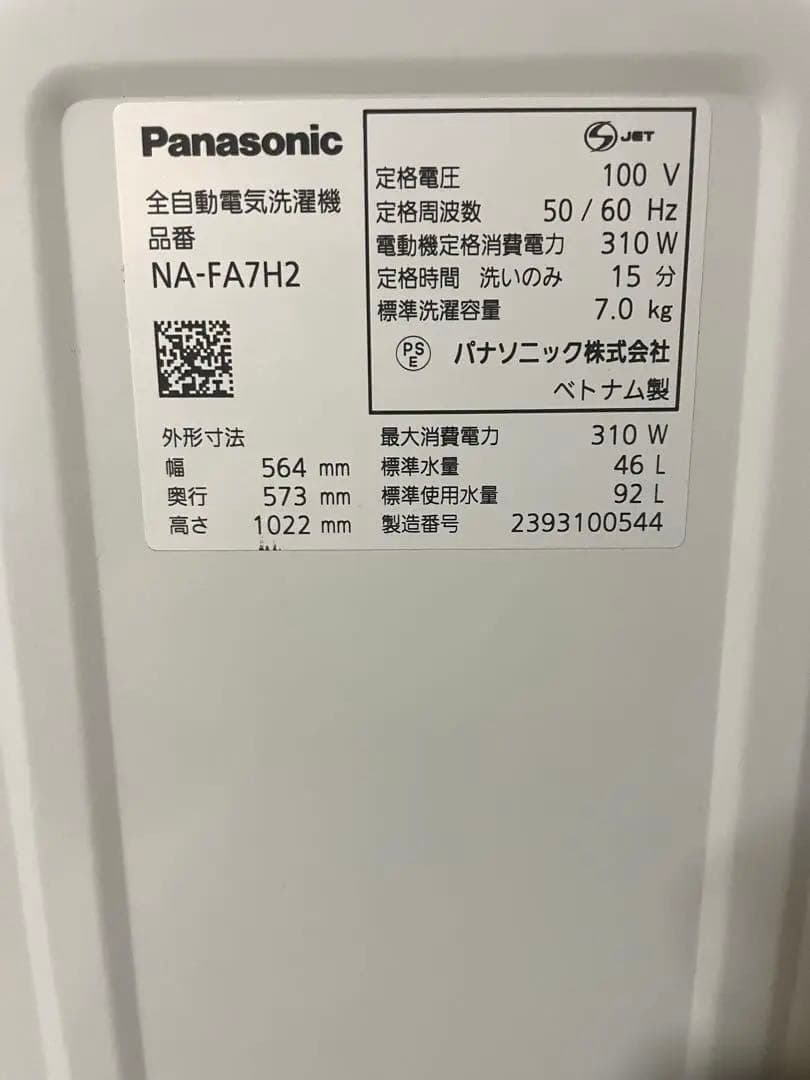 Panasonic
全自動電気洗濯機
品番
NA-FA7H2
JET
定格電圧 100 V
定格周波数 50 / 60 Hz
電動機定格消費電力 310 W
定格時間 洗いのみ 15 分
標準洗濯容量 7.0 kg
PSE パナソニック株式会社
ベトナム製
外形寸法
幅 564 mm
奥行 573 mm
高さ 1022 mm
最大消費電力 310 W
標準水量 46 L
標準使用水量 92 L
製造番号 2393100544